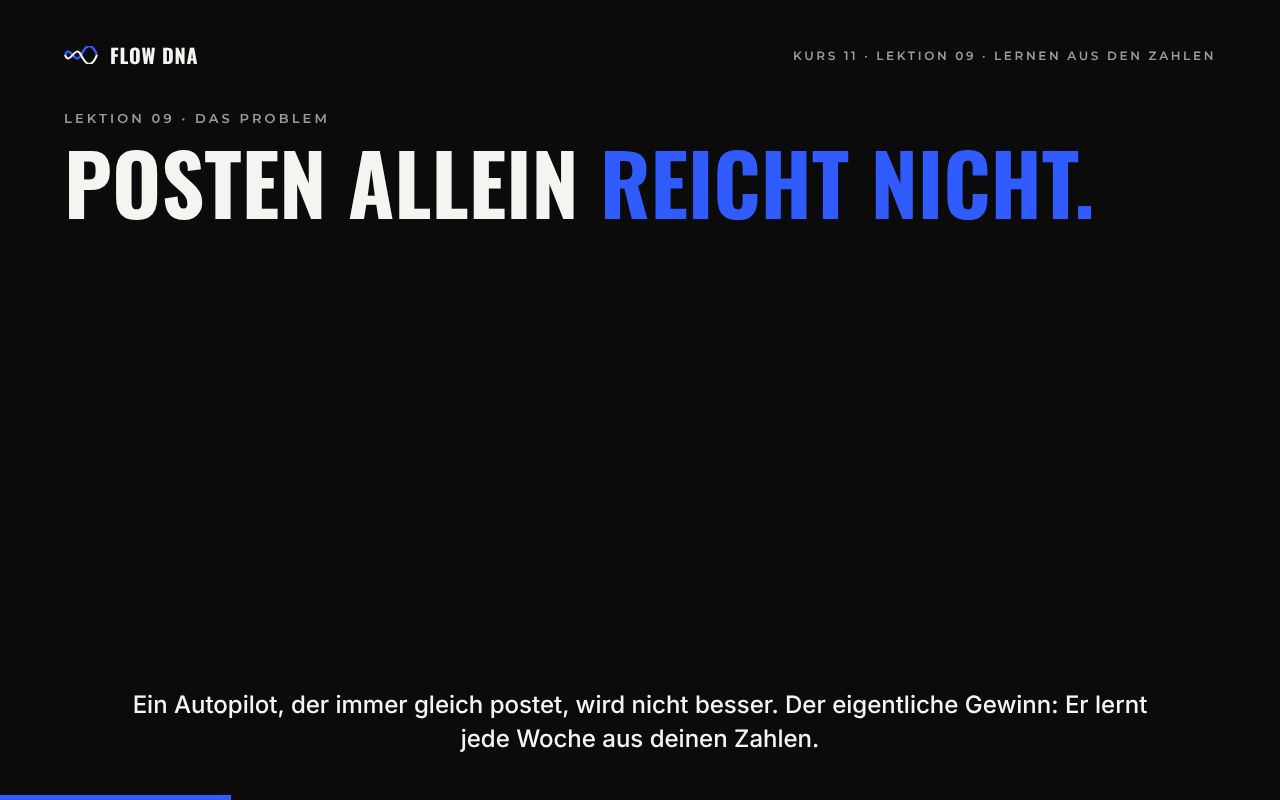 FLOW DNA
KURS 11 · LEKTION 09 · LERNEN AUS DEN ZAHLEN
LEKTION 09 · DAS PROBLEM
POSTEN ALLEIN REICHT NICHT.
Ein Autopilot, der immer gleich postet, wird nicht besser. Der eigentliche Gewinn: Er lernt
jede Woche aus deinen Zahlen.